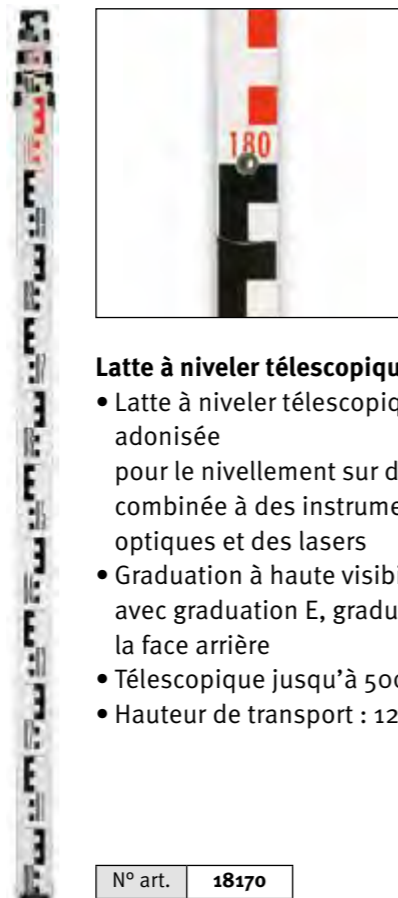 180
Latte à niveler télescopiqu
• Latte à niveler télescopiq
adonisée
pour le nivellement sur d
combinée à des instrume
optiques et des lasers
• Graduation à haute visibi
avec graduation E, gradu
la face arrière
• Télescopique jusqu'à 500
• Hauteur de transport : 12
N° art. 18170